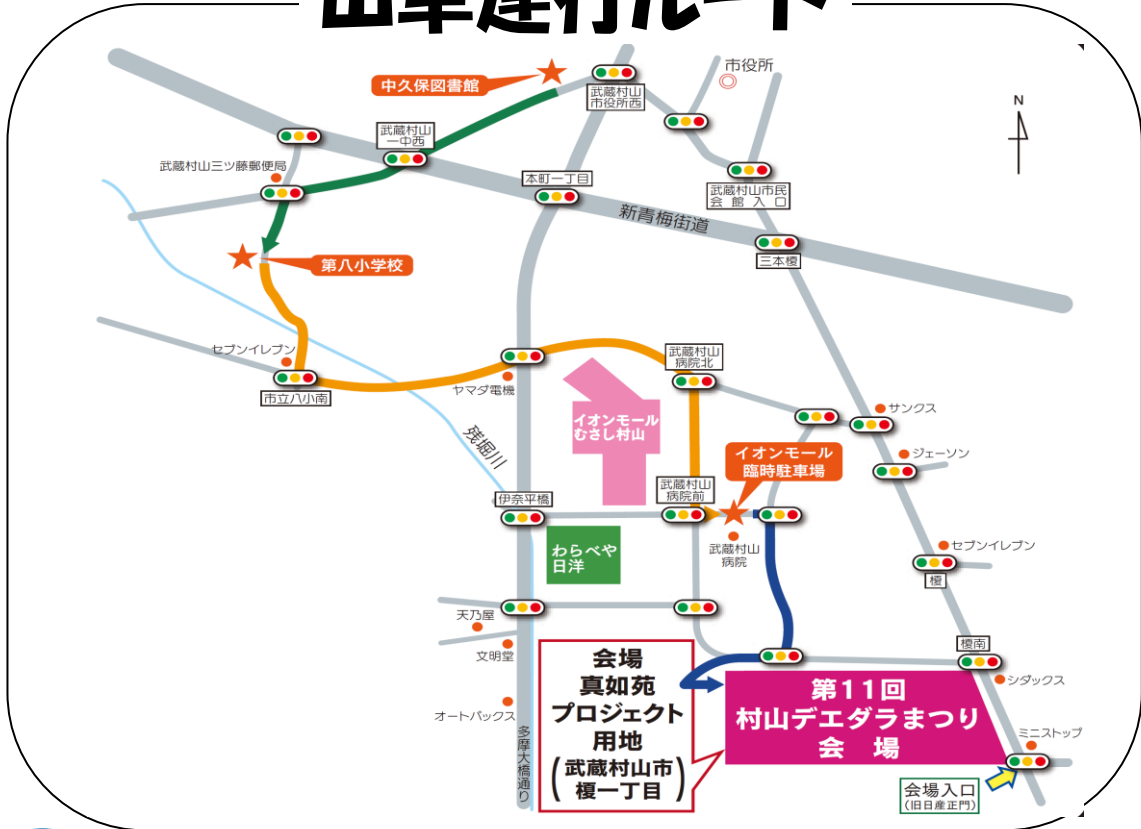 山車運行ルート
市役所
中久保図書館
武蔵村山
市役所西
N
武蔵村山
一中西
武蔵村山三ツ藤郵便局
本町一丁目
武蔵村山市民
会館入口
新青梅街道
三本榎
第八小学校
セブンイレブン
市立八小南
ヤマダ電機
武蔵村山
病院北
イオンモール
むさし村山
サンクス
残堀川
イオンモール
臨時駐車場
ジェーソン
伊奈平橋
武蔵村山
病院前
わらべや
日洋
武蔵村山
病院
セブンイレブン
榎
天乃屋
文明堂
榎南
シダックス
オートバックス
多摩大橋通り
会場
真如苑
プロジェクト
用地
(武蔵村山市
榎一丁目)
第11回
村山デエダラまつり
会場
ミニストップ
会場入口
(旧日産正門)